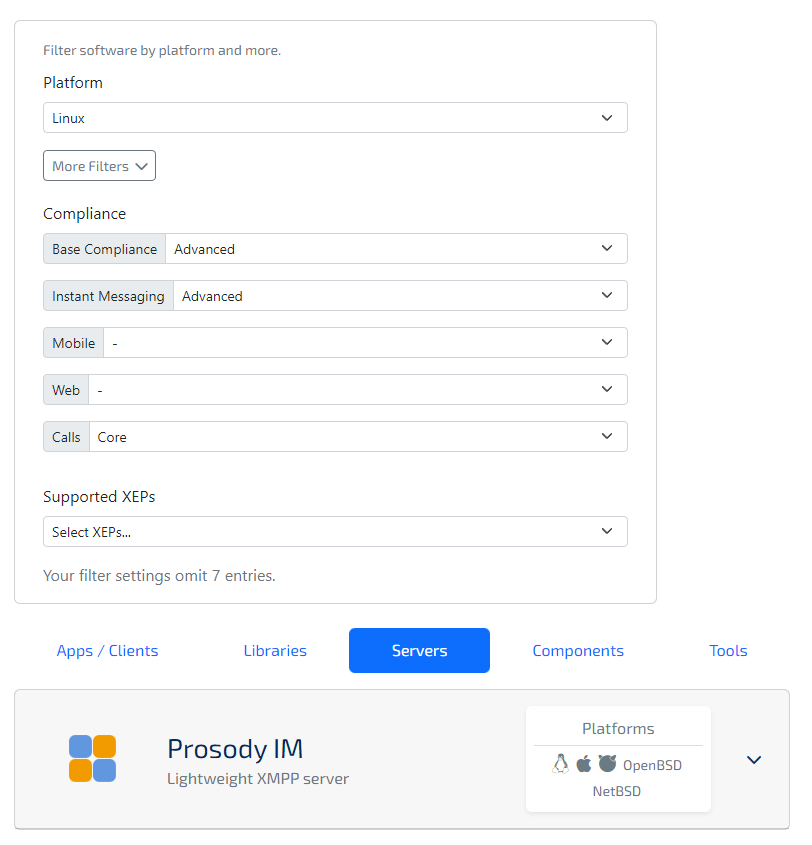 Filter software by platform and more.
Platform
Linux
More Filters
Compliance
Base Compliance Advanced
Instant Messaging Advanced
Mobile -
Web -
Calls Core
Supported XEPs
Select XEPs...
Your filter settings omit 7 entries.
Apps / Clients Libraries Servers Components Tools
Prosody IM
Lightweight XMPP server
Platforms
OpenBSD
NetBSD